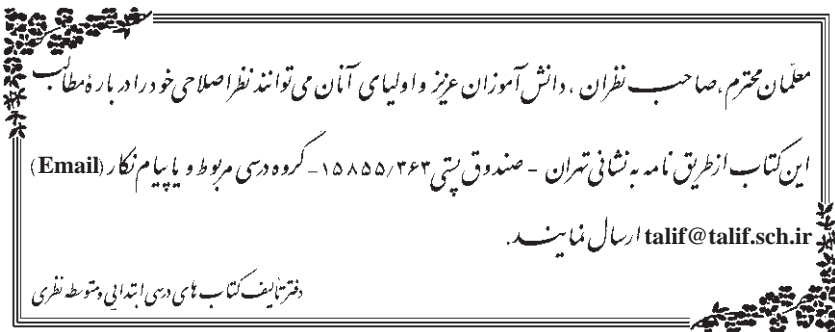 معلّمان محترم، صاحب نظران، دانش‌آموزان عزیز و اولیای آنان می‌توانند نظر اصلاحی خود را دربارهٔ مطالب
این کتاب از طریق نامه به نشانی تهران - صندوق پستی ۱۵۸۵۵/۳۶۳ - گروه درسی مربوط و یا پیام نگار (Email)
talif@talif.sch.ir ارسال نمایند.
دفتر تألیف کتاب‌های درسی ابتدایی و متوسطه نظری